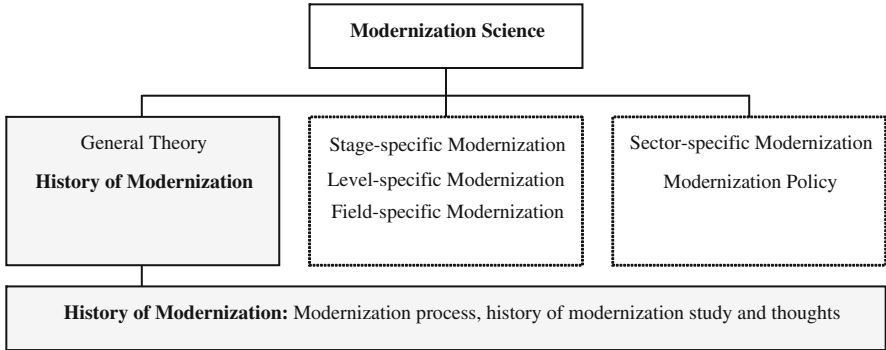 Modernization Science
General Theory
History of Modernization
Stage-specific Modernization
Level-specific Modernization
Field-specific Modernization
Sector-specific Modernization
Modernization Policy
History of Modernization: Modernization process, history of modernization study and thoughts